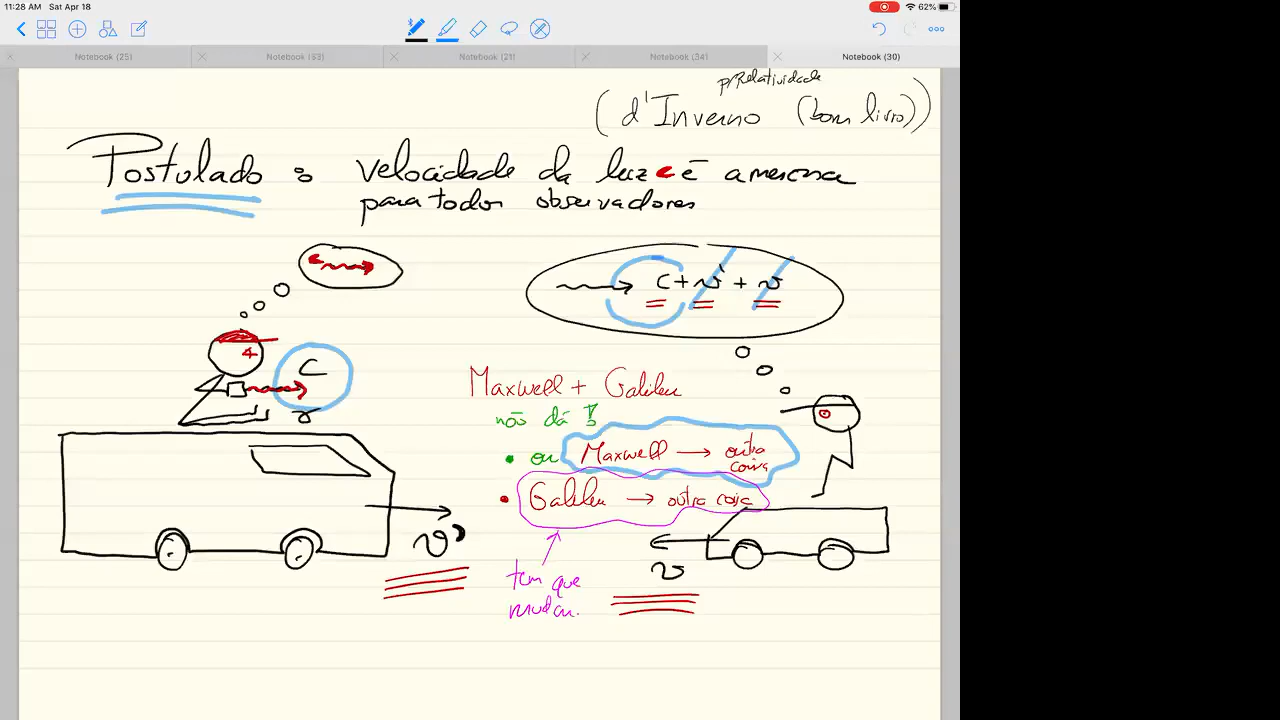 11:28 AM Sat Apr 18
62%
Notebook (25)
Notebook (63)
Notebook (21)
Notebook (34)
Notebook (30)
p/Relatividade
(d'Inverno (bom livro))
Postulado : velocidade da luz c é a mesma
para todos observadores
c
c + v' + v
C
Maxwell + Galileu
não dá !
• ou Maxwell → outra
coisa
• Galileu → outra coisa
v'
v
tem que
mudar.